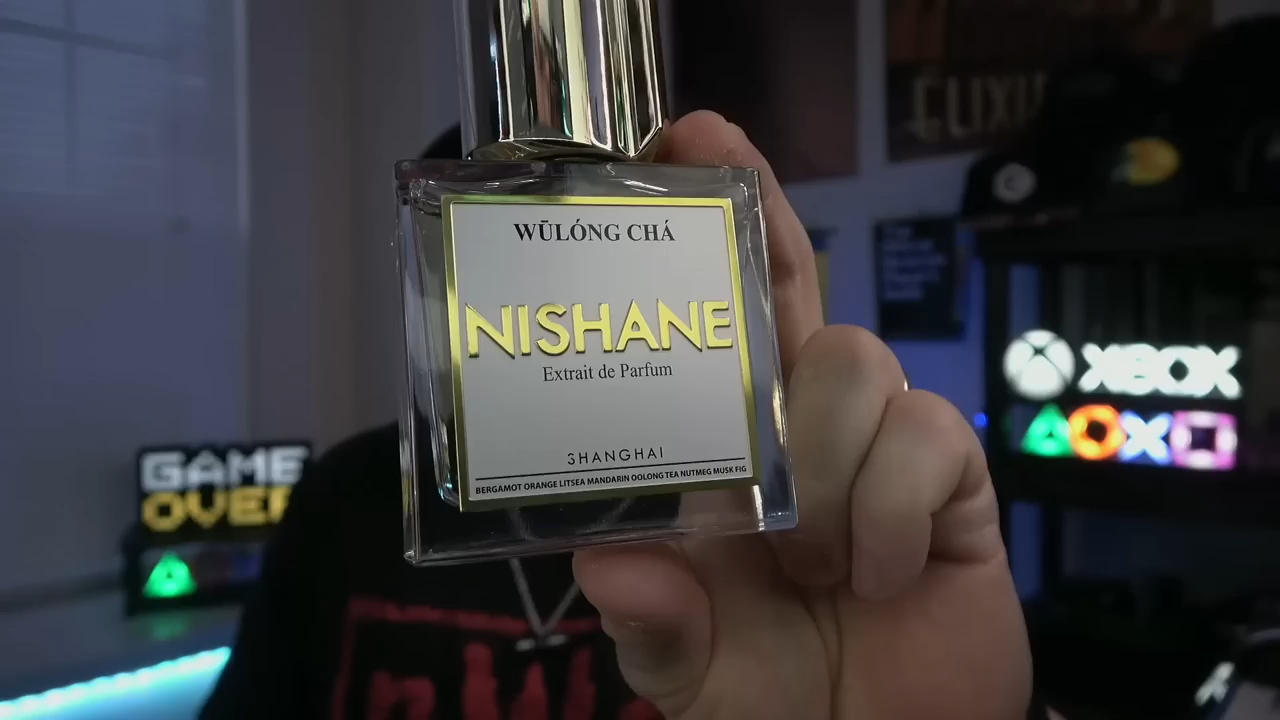 WŪLÓNG CHÁ
NISHANE
Extrait de Parfum
SHANGHAI
BERGAMOT ORANGE LITSEA MANDARIN OOLONG TEA NUTMEG MUSK FIG
GAME
OVER
XBOX